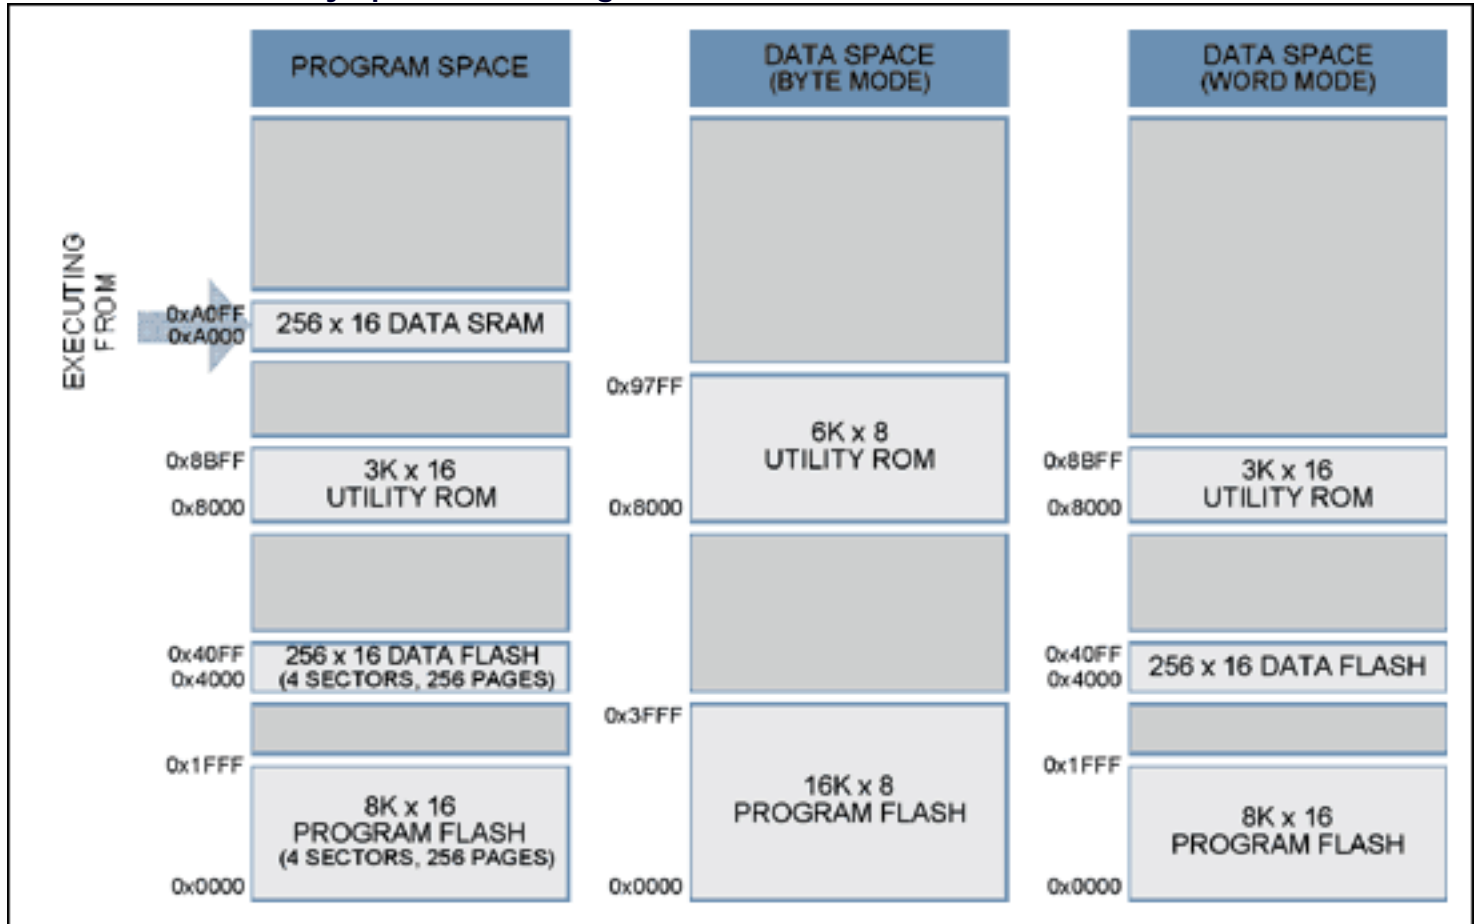 PROGRAM SPACE
DATA SPACE
(BYTE MODE)
DATA SPACE
(WORD MODE)
EXECUTING
FROM
0xA0FF
0xA000
256 x 16 DATA SRAM
0x8BFF
0x8000
3K x 16
UTILITY ROM
0x40FF
0x4000
256 x 16 DATA FLASH
(4 SECTORS, 256 PAGES)
0x1FFF
8K x 16
PROGRAM FLASH
(4 SECTORS, 256 PAGES)
0x0000
0x97FF
6K x 8
UTILITY ROM
0x8000
0x3FFF
16K x 8
PROGRAM FLASH
0x0000
0x8BFF
0x8000
3K x 16
UTILITY ROM
0x40FF
0x4000
256 x 16 DATA FLASH
0x1FFF
8K x 16
PROGRAM FLASH
0x0000